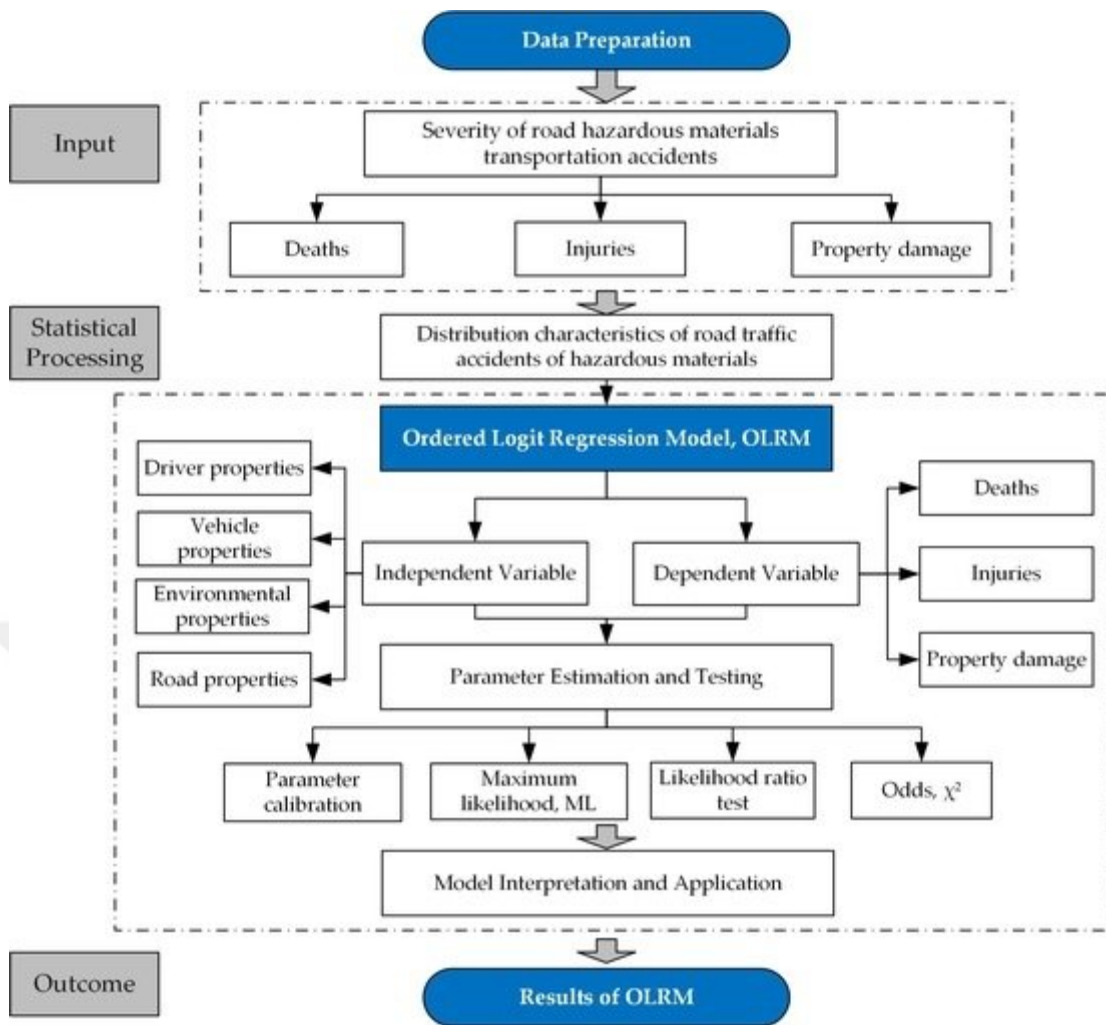 Data Preparation
Input
Severity of road hazardous materials
transportation accidents
Deaths
Injuries
Property damage
Statistical
Processing
Distribution characteristics of road traffic
accidents of hazardous materials
Ordered Logit Regression Model, OLRM
Driver properties
Vehicle
properties
Environmental
properties
Road properties
Independent Variable
Dependent Variable
Deaths
Injuries
Property damage
Parameter Estimation and Testing
Parameter
calibration
Maximum
likelihood, ML
Likelihood ratio
test
Odds, χ²
Model Interpretation and Application
Outcome
Results of OLRM